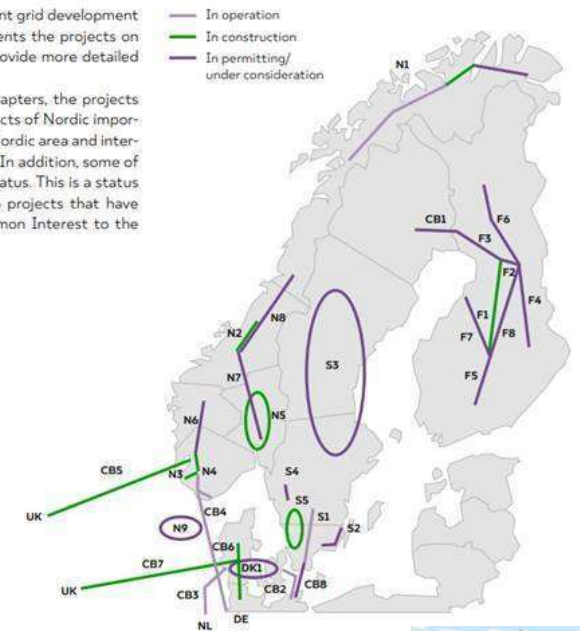 nt grid development
ents the projects on
ovide more detailed
apters, the projects
cts of Nordic impor-
ordic area and inter-
In addition, some of
atus. This is a status
projects that have
mon Interest to the
In operation
In construction
In permitting/
under consideration
N1
CB1
F6
F3
F2
F4
F1
F7
F8
F5
N8
N2
N7
S3
N5
N6
CB5
N3
N4
S4
UK
CB4
S5
S1
N9
S2
CB6
CB7
DK1
UK
CB3
CB2
CB8
NL
DE